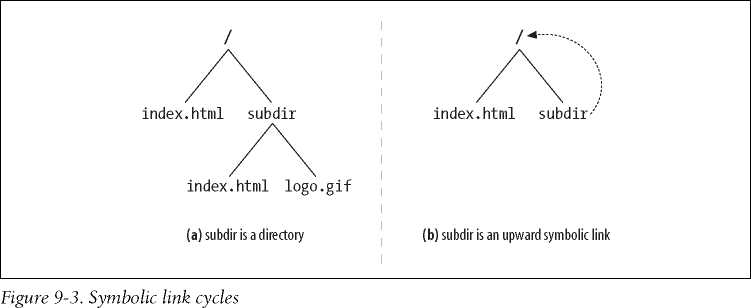 /
index.html subdir
index.html logo.gif
(a) subdir is a directory
/
index.html subdir
(b) subdir is an upward symbolic link
Figure 9-3. Symbolic link cycles